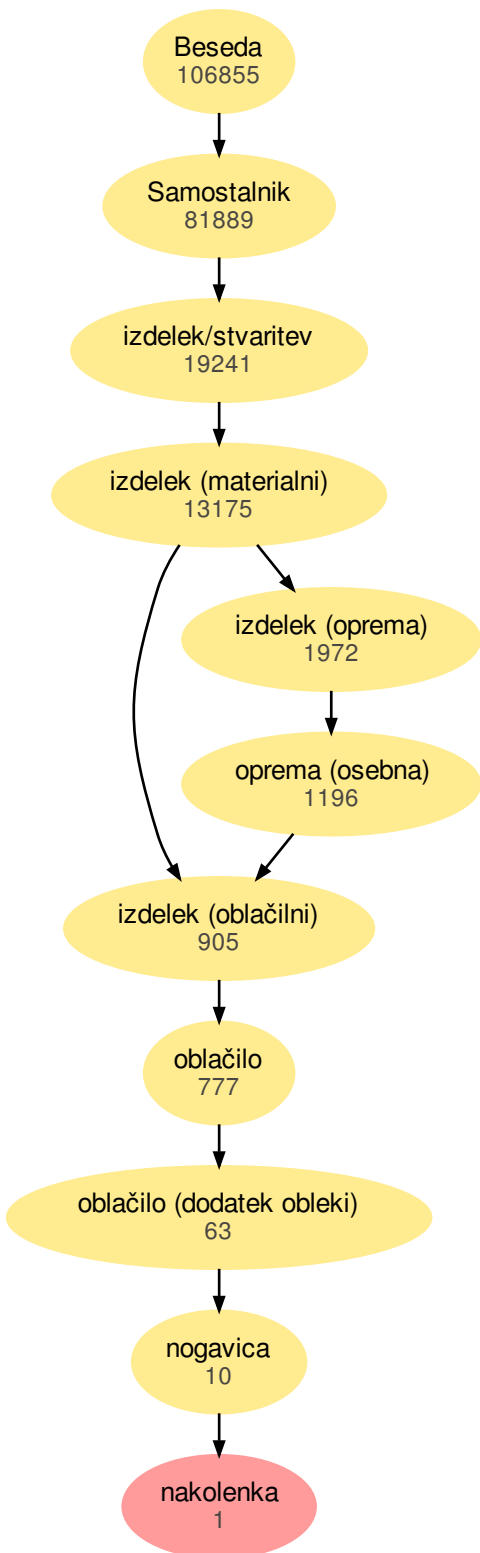 Beseda
106855
Samostalnik
81889
izdelek/stvaritev
19241
izdelek (materialni)
13175
izdelek (oprema)
1972
oprema (osebna)
1196
izdelek (oblačilni)
905
oblačilo
777
oblačilo (dodatek obleki)
63
nogavica
10
nakolenka
1